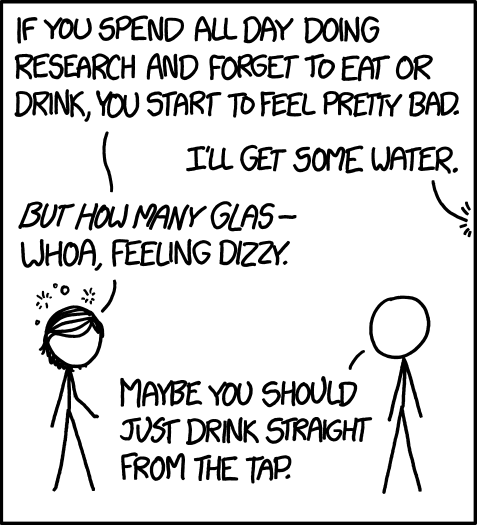 IF YOU SPEND ALL DAY DOING
RESEARCH AND FORGET TO EAT OR
DRINK, YOU START TO FEEL PRETTY BAD.
I'LL GET SOME WATER.
BUT HOW MANY GLAS—
WHOA, FEELING DIZZY.
MAYBE YOU SHOULD
JUST DRINK STRAIGHT
FROM THE TAP.